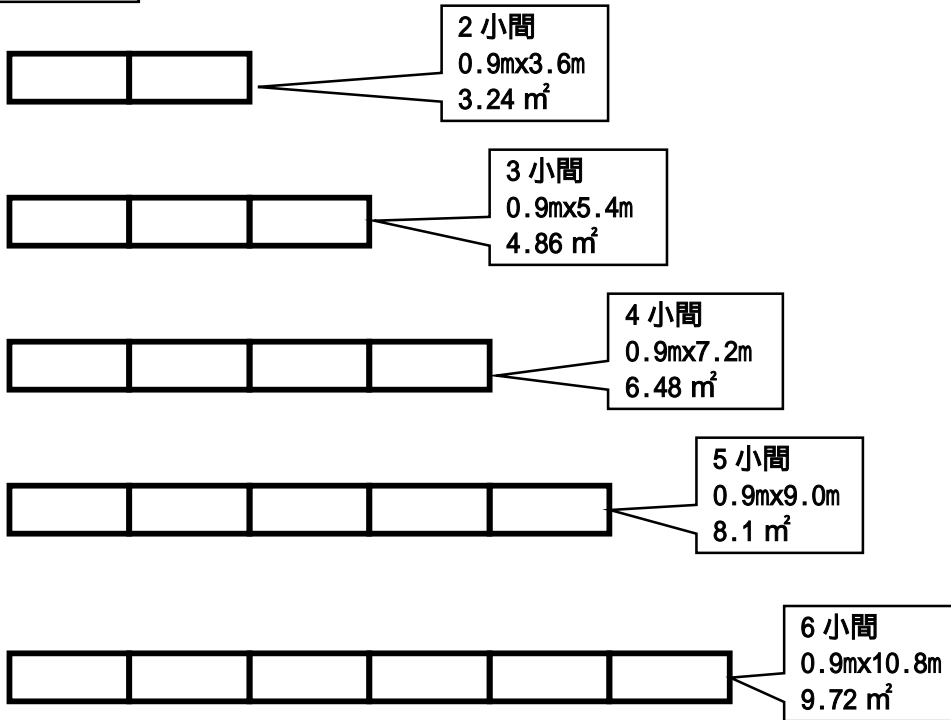 2 小間
0.9mx3.6m
3.24 ㎡
3 小間
0.9mx5.4m
4.86 ㎡
4 小間
0.9mx7.2m
6.48 ㎡
5 小間
0.9mx9.0m
8.1 ㎡
6 小間
0.9mx10.8m
9.72 ㎡